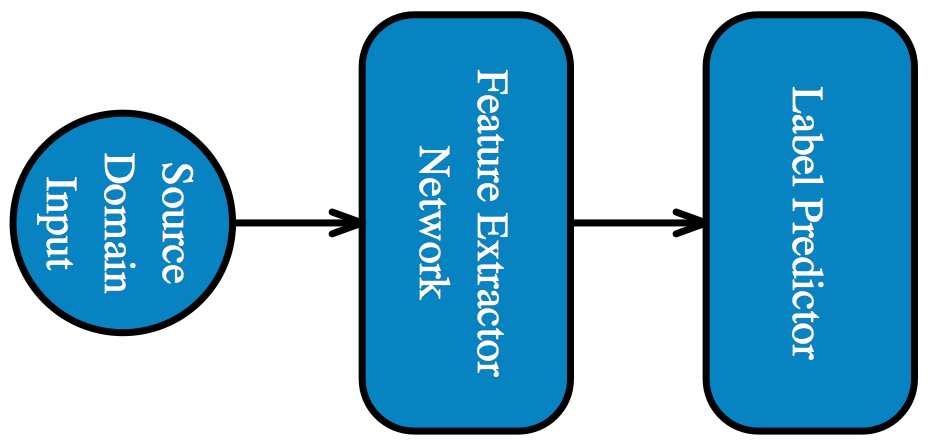 Source
Domain
Input
Feature Extractor
Network
Label Predictor